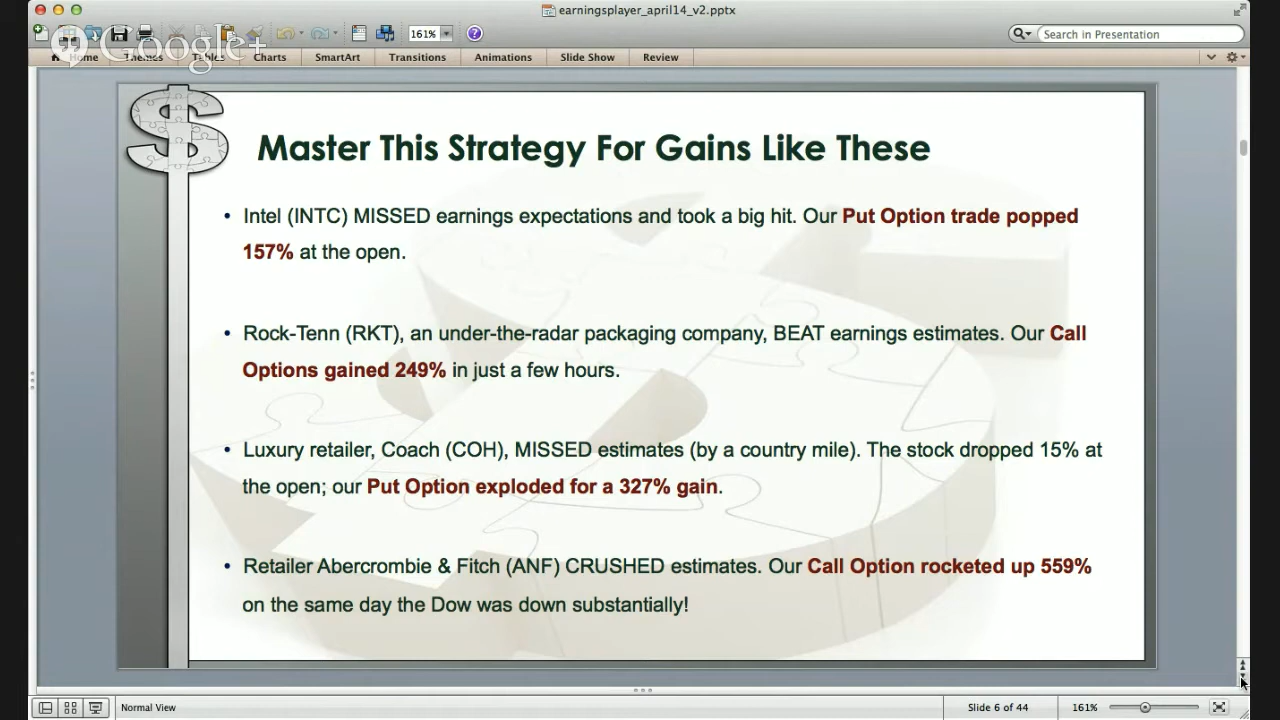 earningsplayer_april14_v2.pptx
161%
Search in Presentation
Google+
Home Themes Tables Charts SmartArt Transitions Animations Slide Show Review
Master This Strategy For Gains Like These
• Intel (INTC) MISSED earnings expectations and took a big hit. Our Put Option trade popped
157% at the open.
• Rock-Tenn (RKT), an under-the-radar packaging company, BEAT earnings estimates. Our Call
Options gained 249% in just a few hours.
• Luxury retailer, Coach (COH), MISSED estimates (by a country mile). The stock dropped 15% at
the open; our Put Option exploded for a 327% gain.
• Retailer Abercrombie & Fitch (ANF) CRUSHED estimates. Our Call Option rocketed up 559%
on the same day the Dow was down substantially!
Normal View
Slide 6 of 44
161%